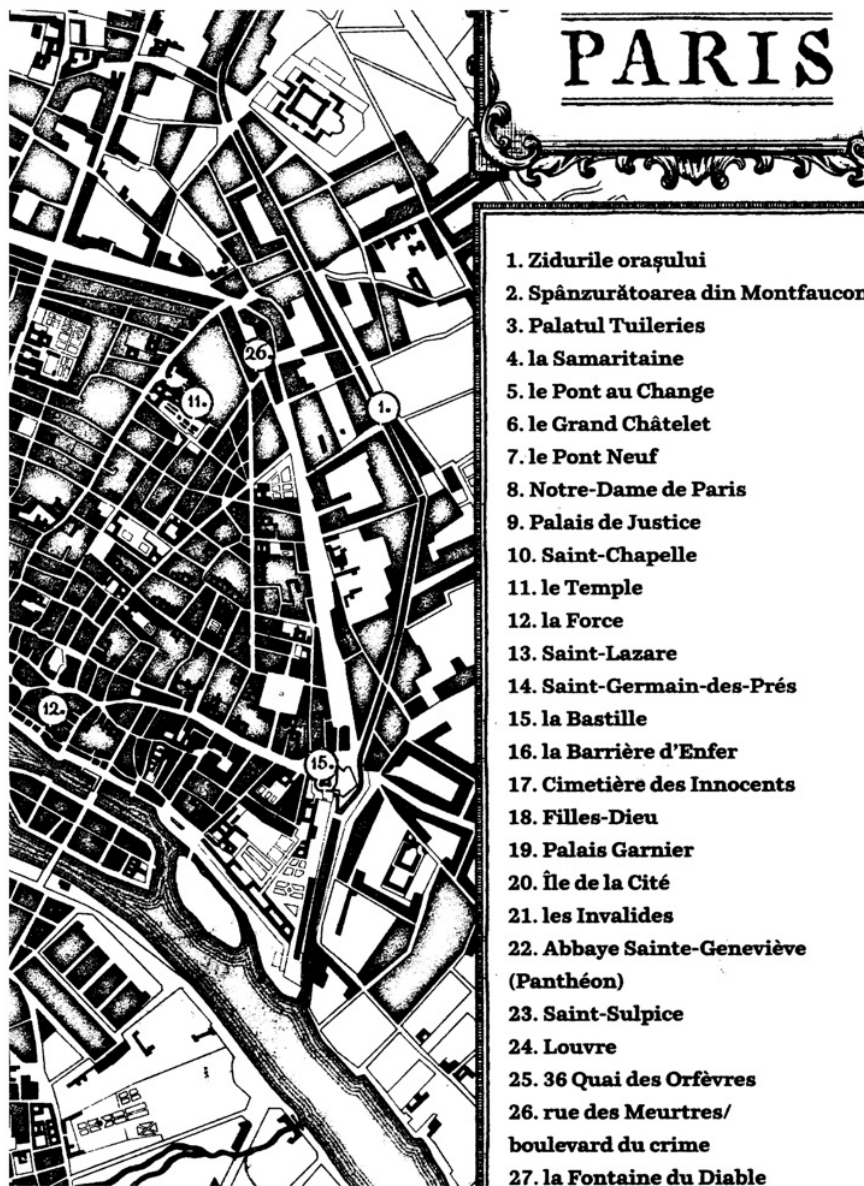 PARIS
1. Zidurile orașului
2. Spânzurătoarea din Montfaucon
3. Palatul Tuileries
4. la Samaritaine
5. le Pont au Change
6. le Grand Châtelet
7. le Pont Neuf
8. Notre-Dame de Paris
9. Palais de Justice
10. Saint-Chapelle
11. le Temple
12. la Force
13. Saint-Lazare
14. Saint-Germain-des-Prés
15. la Bastille
16. la Barrière d'Enfer
17. Cimetière des Innocents
18. Filles-Dieu
19. Palais Garnier
20. Île de la Cité
21. les Invalides
22. Abbaye Sainte-Geneviève
(Panthéon)
23. Saint-Sulpice
24. Louvre
25. 36 Quai des Orfèvres
26. rue des Meurtres/
boulevard du crime
27. la Fontaine du Diable
26.
11.
1.
12.
15.